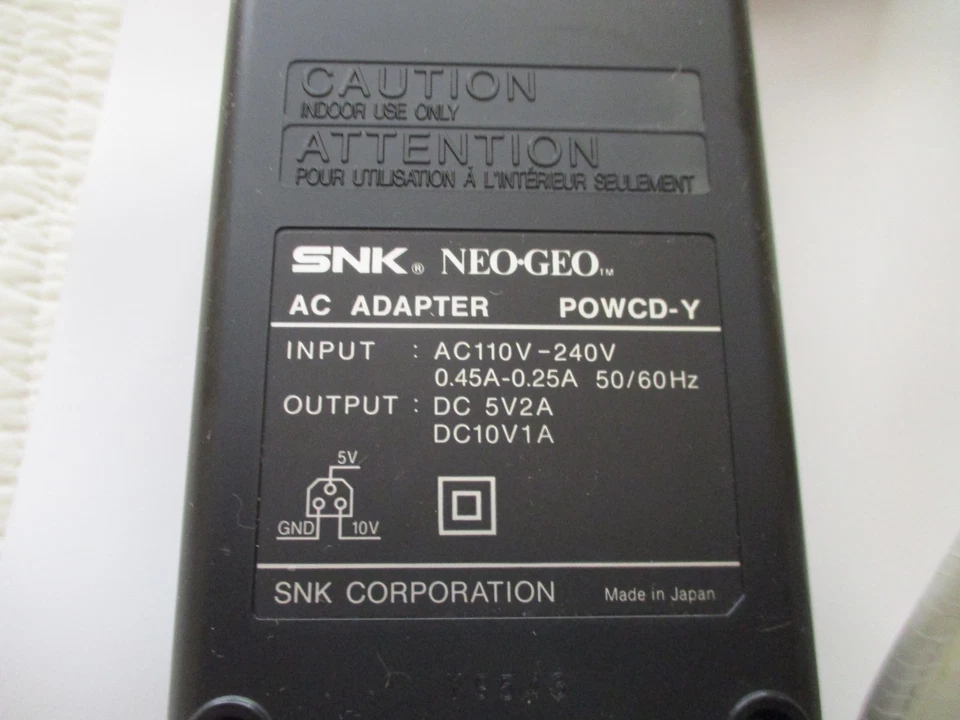 CAUTION
INDOOR USE ONLY
ATTENTION
POUR UTILISATION À L'INTÉRIEUR SEULEMENT
SNK® NEO·GEO™
AC ADAPTER POWCD-Y
INPUT : AC110V-240V
0.45A-0.25A 50/60Hz
OUTPUT : DC 5V2A
DC10V1A
5V
GND 10V
SNK CORPORATION Made in Japan